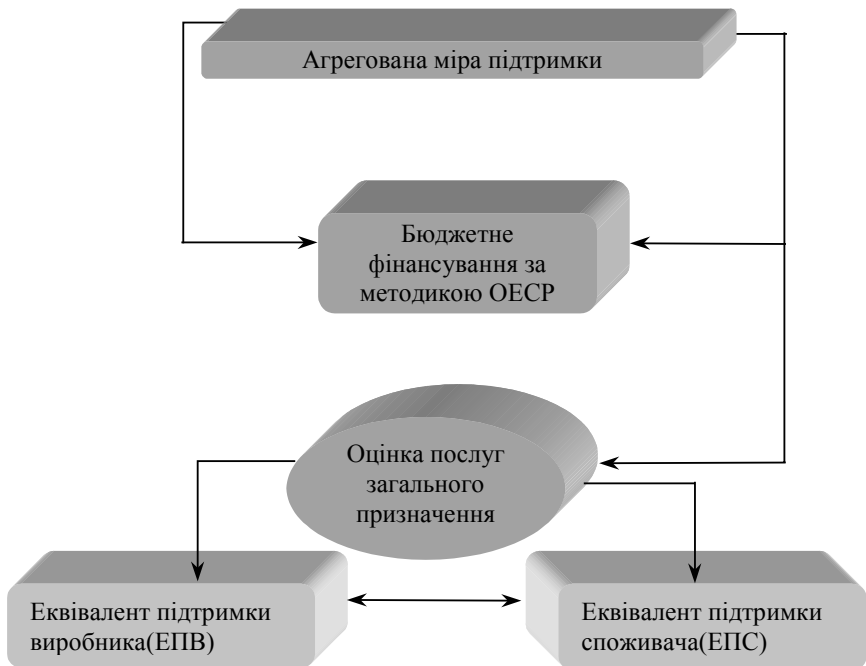 Агрегована міра підтримки
Бюджетне
фінансування за
методикою ОЕСР
Оцінка послуг
загального
призначення
Еквівалент підтримки
виробника(ЕПВ)
Еквівалент підтримки
споживача(ЕПС)